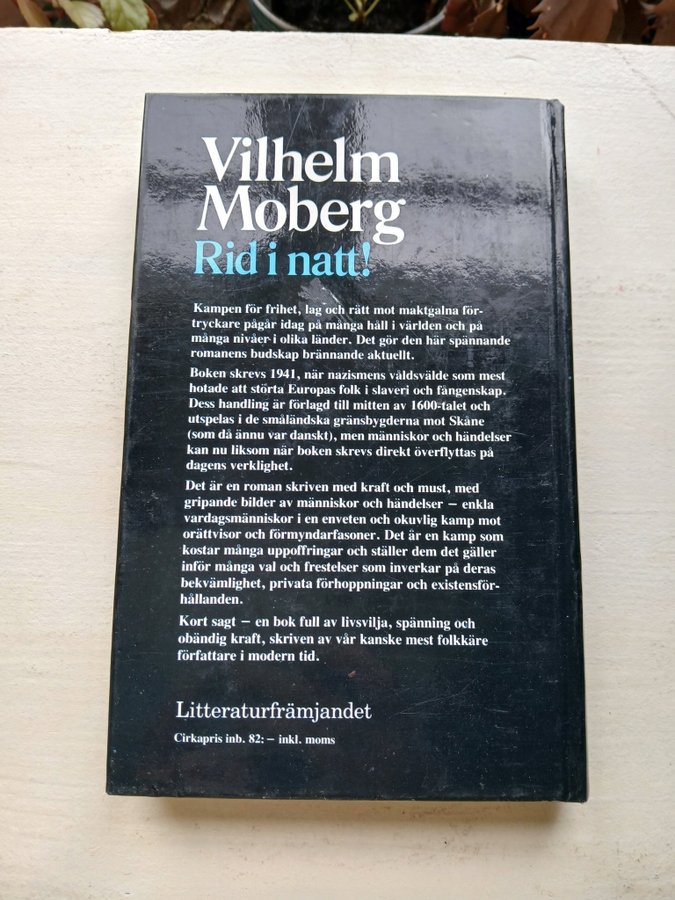 Vilhelm
Moberg
Rid i natt!
Kampen för frihet, lag och rätt mot maktgalna för-
tryckare pågår idag på många håll i världen och på
många nivåer i olika länder. Det gör den här spännande
romanens budskap brännande aktuellt.
Boken skrevs 1941, när nazismens våldsvälde som mest
hotade att störta Europas folk i slaveri och fångenskap.
Dess handling är förlagd till mitten av 1600-talet och
utspelas i de småländska gränsbygderna mot Skåne
(som då ännu var danskt), men människor och händelser
kan nu liksom när boken skrevs direkt överflyttas på
dagens verklighet.
Det är en roman skriven med kraft och must, med
gripande bilder av människor och händelser – enkla
vardagsmänniskor i en enveten och okuvlig kamp mot
orättvisor och förmyndarfasoner. Det är en kamp som
kostar många uppoffringar och ställer dem det gäller
inför många val och frestelser som inverkar på deras
bekvämlighet, privata förhoppningar och existensför-
hållanden.
Kort sagt – en bok full av livsvilja, spänning och
obändig kraft, skriven av vår kanske mest folkkäre
författare i modern tid.
Litteraturfrämjandet
Cirkapris inb. 82:– inkl. moms